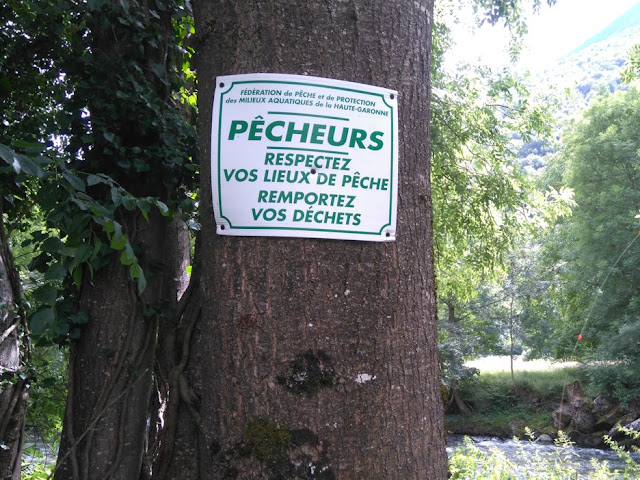 FÉDÉRATION de PÊCHE et de PROTECTION
des MILIEUX AQUATIQUES de la HAUTE-GARONNE
PÊCHEURS
RESPECTEZ
VOS LIEUX DE PÊCHE
REMPORTEZ
VOS DÉCHETS